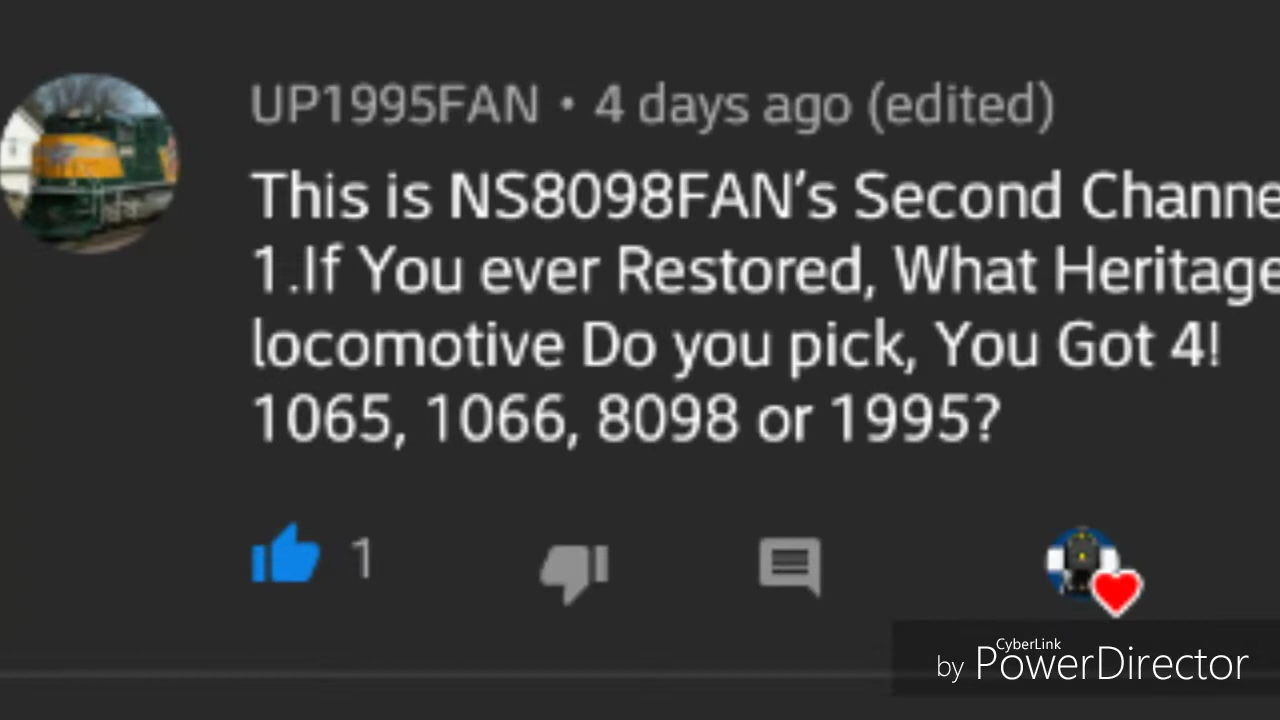 UP1995FAN • 4 days ago (edited)
This is NS8098FAN’s Second Channe
1.If You ever Restored, What Heritage
locomotive Do you pick, You Got 4!
1065, 1066, 8098 or 1995?
1
CyberLink
by PowerDirector